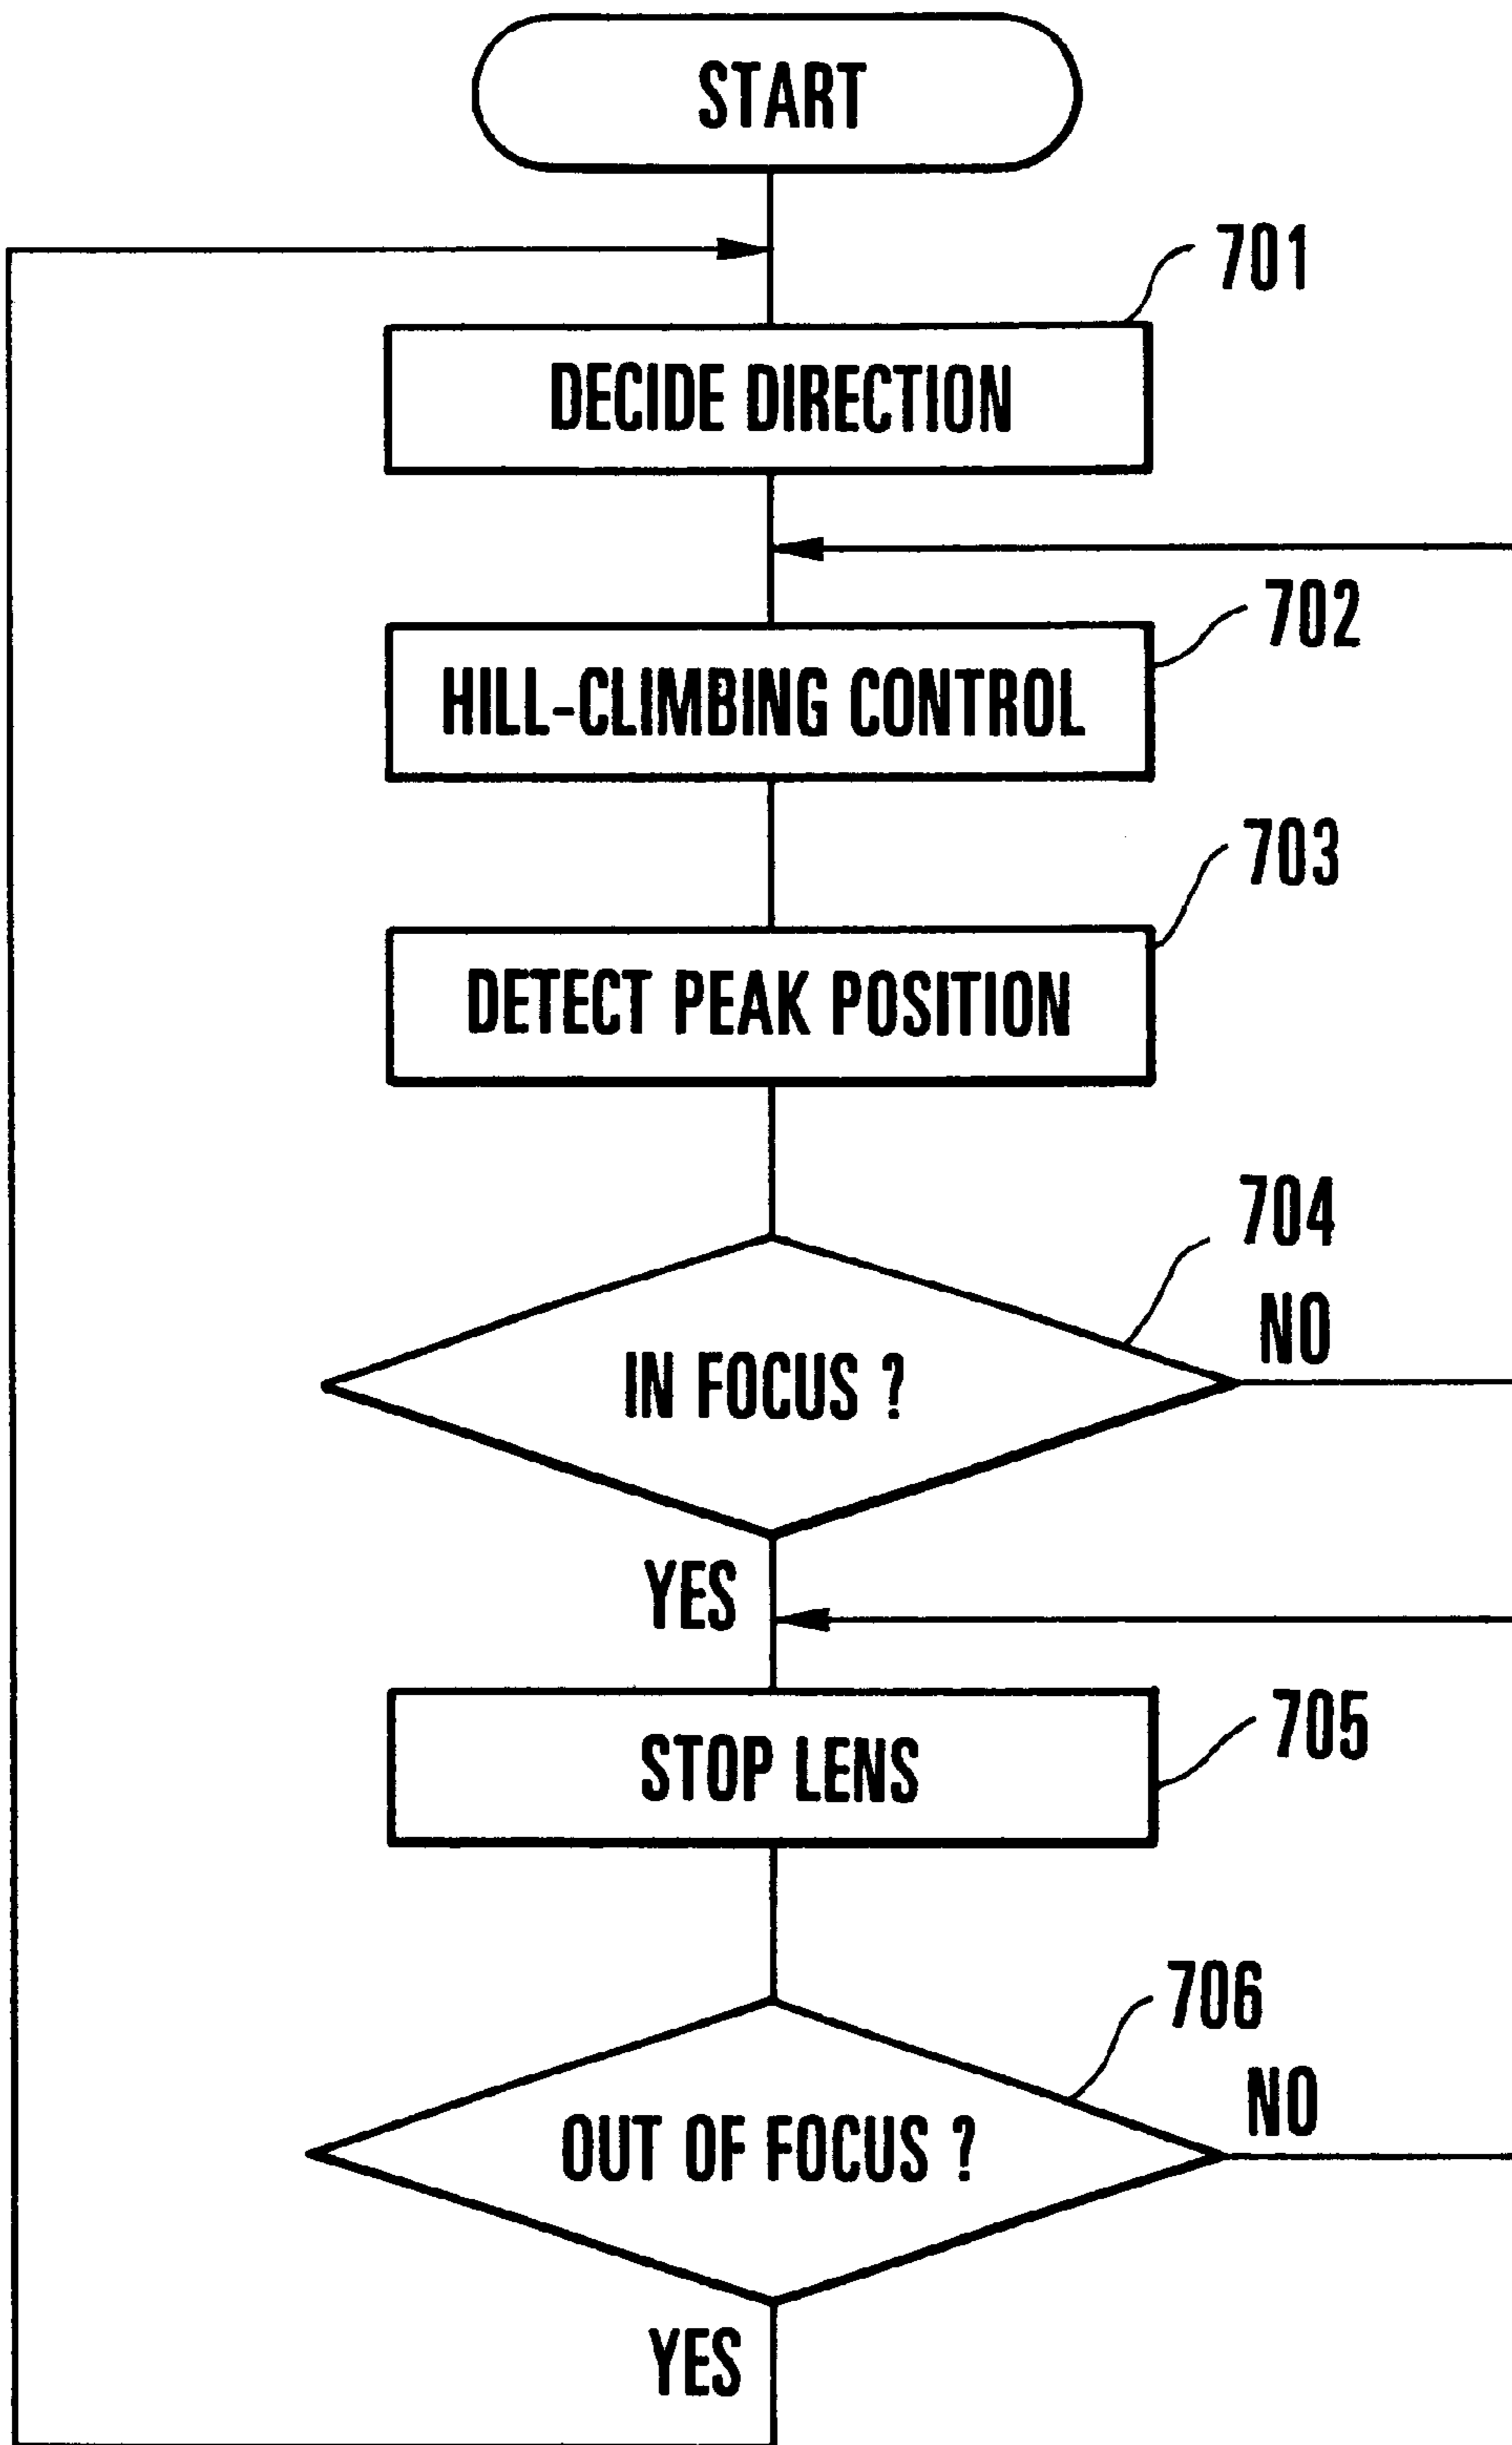 START
701
DECIDE DIRECTION
702
HILL-CLIMBING CONTROL
703
DETECT PEAK POSITION
704
NO
IN FOCUS ?
YES
705
STOP LENS
706
NO
OUT OF FOCUS ?
YES